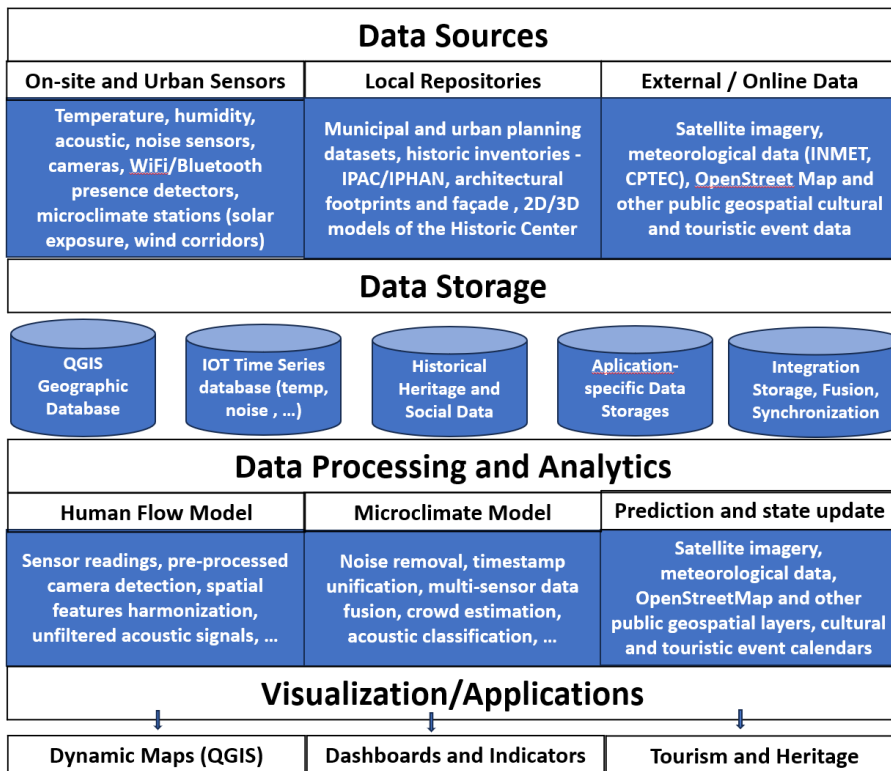 Data Sources
On-site and Urban Sensors
Temperature, humidity,
acoustic, noise sensors,
cameras, WiFi/Bluetooth
presence detectors,
microclimate stations (solar
exposure, wind corridors)
Local Repositories
Municipal and urban planning
datasets, historic inventories -
IPAC/IPHAN, architectural
footprints and façade , 2D/3D
models of the Historic Center
External / Online Data
Satellite imagery,
meteorological data (INMET,
CPTEC), OpenStreet Map and
other public geospatial cultural
and touristic event data
Data Storage
QGIS
Geographic
Database
IOT Time Series
database (temp,
noise , ...)
Historical
Heritage and
Social Data
Aplication-
specific Data
Storages
Integration
Storage, Fusion,
Synchronization
Data Processing and Analytics
Human Flow Model
Sensor readings, pre-processed
camera detection, spatial
features harmonization,
unfiltered acoustic signals, ...
Microclimate Model
Noise removal, timestamp
unification, multi-sensor data
fusion, crowd estimation,
acoustic classification, ...
Prediction and state update
Satellite imagery,
meteorological data,
OpenStreetMap and other
public geospatial layers, cultural
and touristic event calendars
Visualization/Applications
Dynamic Maps (QGIS)
Dashboards and Indicators
Tourism and Heritage